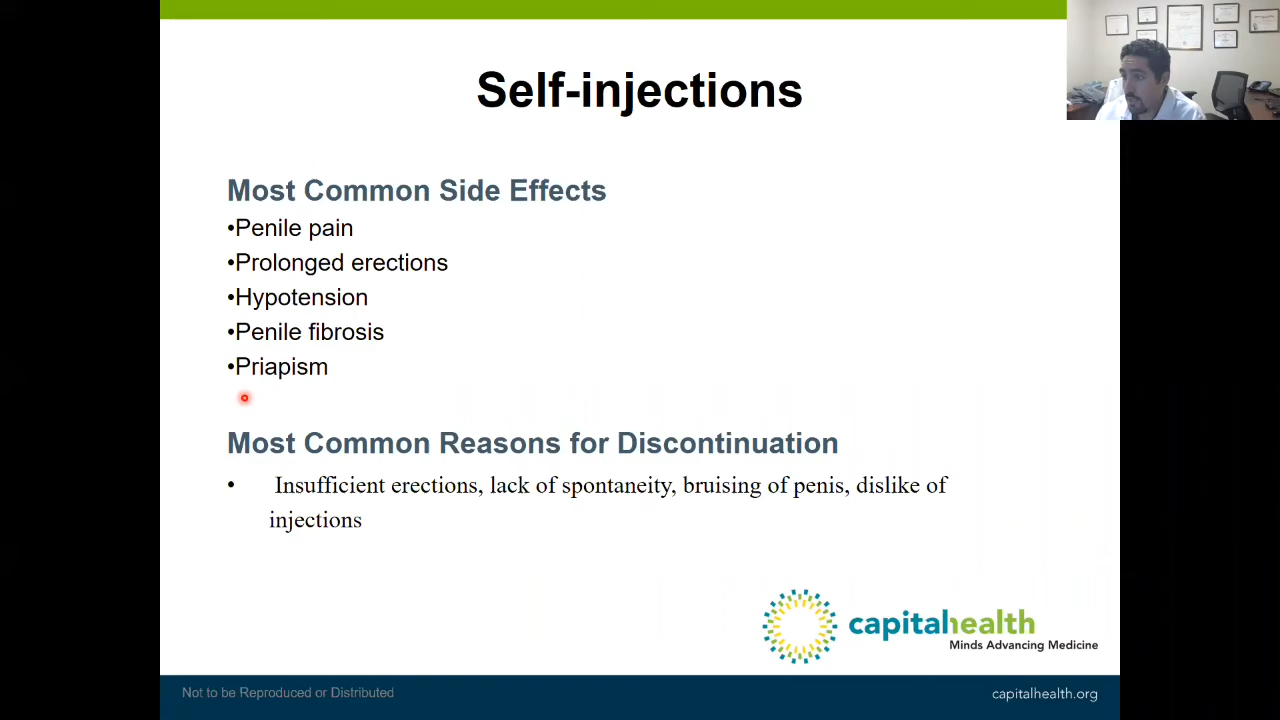 Self-injections
Most Common Side Effects
•Penile pain
•Prolonged erections
•Hypotension
•Penile fibrosis
•Priapism
Most Common Reasons for Discontinuation
• Insufficient erections, lack of spontaneity, bruising of penis, dislike of
injections
capitalhealth
Minds Advancing Medicine
Not to be Reproduced or Distributed
capitalhealth.org